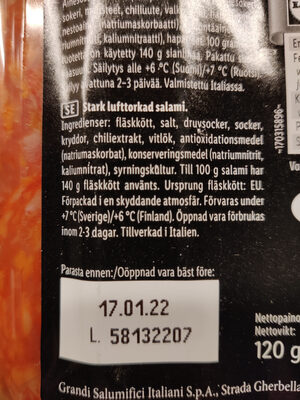 sokeri, mausteet, chiliuute, valk
(natriumaskorbaatti),
riumnitriitti, kaliumnitraatti), hapa
on käytetty 140 g sianlihaa. Pakattu s
Säilytys alle +6 °C (Suomi)/+7 °C (Ruotsi).
avattuna 2-3 päivää. Valmistettu Italiassa.
SE Stark lufttorkad salami.
Ingredienser: fläskkött, salt, druvsocker, socker,
kryddor, chiliextrakt, vitlök, antioxidationsmedel
(natriumaskorbat), konserveringsmedel (natriumnitrit,
kaliumnitrat), syrningskultur. Till 100 g salami har
140 g fläskkött använts. Ursprung fläskkött: EU.
Förpackad i en skyddande atmosfär. Förvaras under
+7 °C (Sverige)/+6 °C (Finland). Öppnad vara förbrukas
inom 2-3 dagar. Tillverkad i Italien.
-170315896-
Parasta ennen:/Oöppnad vara bäst före:
17.01.22
L. 58132207
Nettopaino
Nettovikt:
120 g
Grandi Salumifici Italiani S.p.A., Strada Gherbella